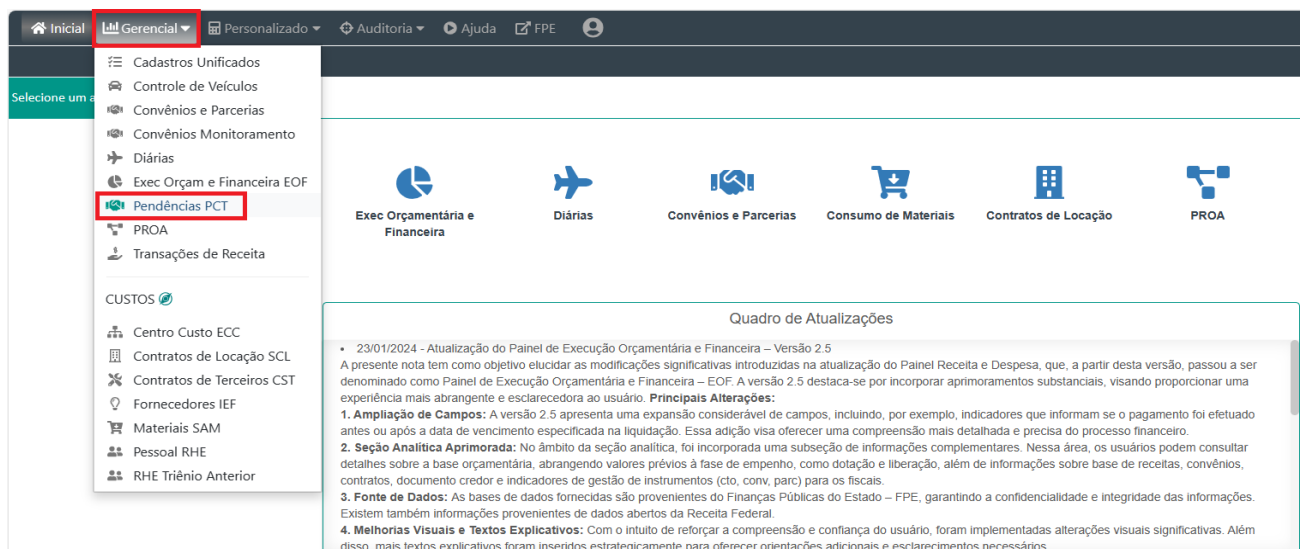 Inicial Gerencial Personalizado Auditoria Ajuda FPE
Selecione um a
Cadastros Unificados
Controle de Veículos
Convênios e Parcerias
Convênios Monitoramento
Diárias
Exec Orçam e Financeira EOF
Pendências PCT
PROA
Transações de Receita
CUSTOS
Centro Custo ECC
Contratos de Locação SCL
Contratos de Terceiros CST
Fornecedores IEF
Materiais SAM
Pessoal RHE
RHE Triênio Anterior
Exec Orçamentária e
Financeira
Diárias
Convênios e Parcerias
Consumo de Materiais
Contratos de Locação
PROA
Quadro de Atualizações
• 23/01/2024 - Atualização do Painel de Execução Orçamentária e Financeira – Versão 2.5
A presente nota tem como objetivo elucidar as modificações significativas introduzidas na atualização do Painel Receita e Despesa, que, a partir desta versão, passou a ser
denominado como Painel de Execução Orçamentária e Financeira – EOF. A versão 2.5 destaca-se por incorporar aprimoramentos substanciais, visando proporcionar uma
experiência mais abrangente e esclarecedora ao usuário. Principais Alterações:
1. Ampliação de Campos: A versão 2.5 apresenta uma expansão considerável de campos, incluindo, por exemplo, indicadores que informam se o pagamento foi efetuado
antes ou após a data de vencimento especificada na liquidação. Essa adição visa oferecer uma compreensão mais detalhada e precisa do processo financeiro.
2. Seção Analítica Aprimorada: No âmbito da seção analítica, foi incorporada uma subseção de informações complementares. Nessa área, os usuários podem consultar
detalhes sobre a base orçamentária, abrangendo valores prévios à fase de empenho, como dotação e liberação, além de informações sobre base de receitas, convênios,
contratos, documento credor e indicadores de gestão de instrumentos (cto, conv, parc) para os fiscais.
3. Fonte de Dados: As bases de dados fornecidas são provenientes do Finanças Públicas do Estado – FPE, garantindo a confidencialidade e integridade das informações.
Existem também informações provenientes de dados abertos da Receita Federal.
4. Melhorias Visuais e Textos Explicativos: Com o intuito de reforçar a compreensão e confiança do usuário, foram implementadas alterações visuais significativas. Além
disso, mais textos explicativos foram inseridos estrategicamente para oferecer orientações adicionais e esclarecimentos necessários.